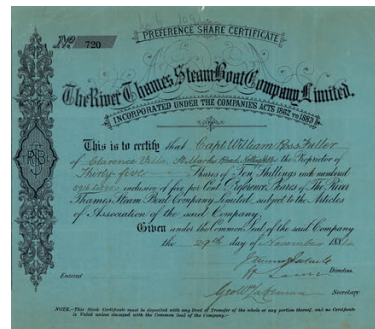 PREFERENCE SHARE CERTIFICATE
No. 720
The River Thames Steam Boat Company Limited.
INCORPORATED UNDER THE COMPANIES ACTS 1862 TO 1883
This is to certify that Captn William Ross Fuller
of Clarence Villa, St. Marks Road, the Proprietor of
Thirty five Shares of Ten Shillings each numbered
inclusive of five per Cent Preference Shares of The River
Thames Steam Boat Company Limited, subject to the Articles
of Association of the said Company.
Given under the Common Seal of the said Company
the 29th day of November 188
Directors.
Entered
Secretary
NOTE.—This Stock Certificate must be deposited with any Deed of Transfer of the whole or any portion thereof, and no Certificate
is Valid unless stamped with the Common Seal of the Company.